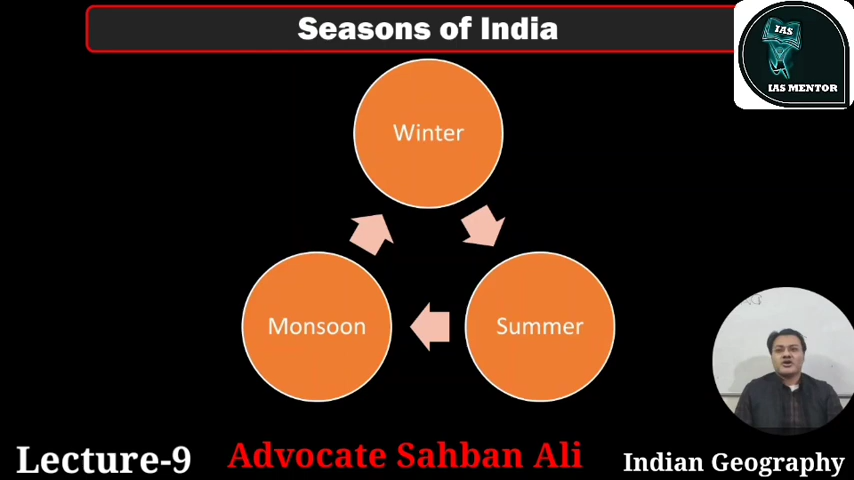 Seasons of India
IAS
IAS MENTOR
Winter
Monsoon
Summer
Lecture-9
Advocate Sahban Ali
Indian Geography